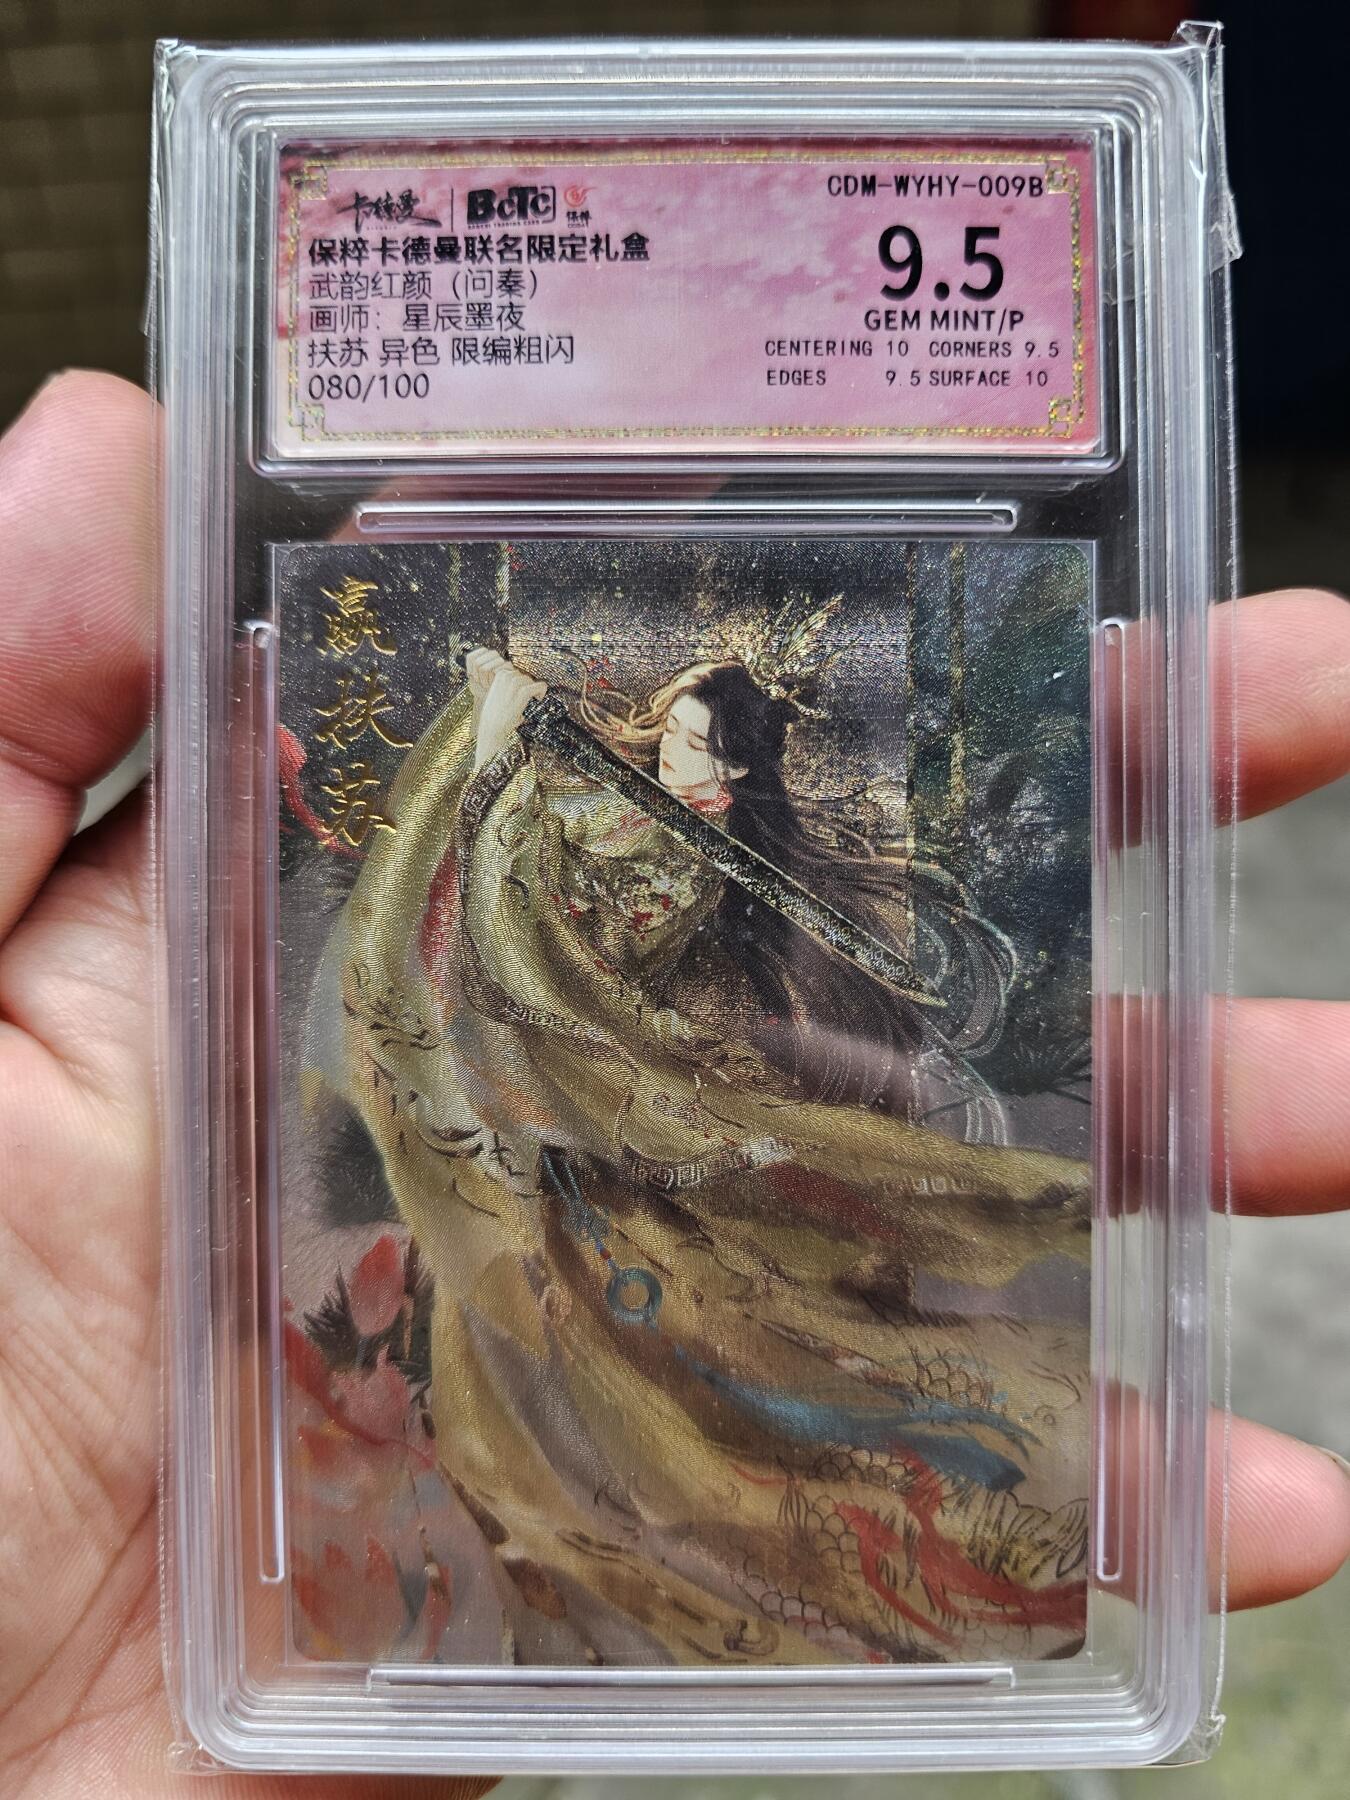 卡德曼 BCTC 保粹
CDM-WYHY-009B
保粹卡德曼联名限定礼盒
武韵红颜（问秦）
画师：星辰墨夜
扶苏 异色 限编粗闪
080/100
9.5
GEM MINT/P
CENTERING 10 CORNERS 9.5
EDGES 9.5 SURFACE 10
嬴扶苏